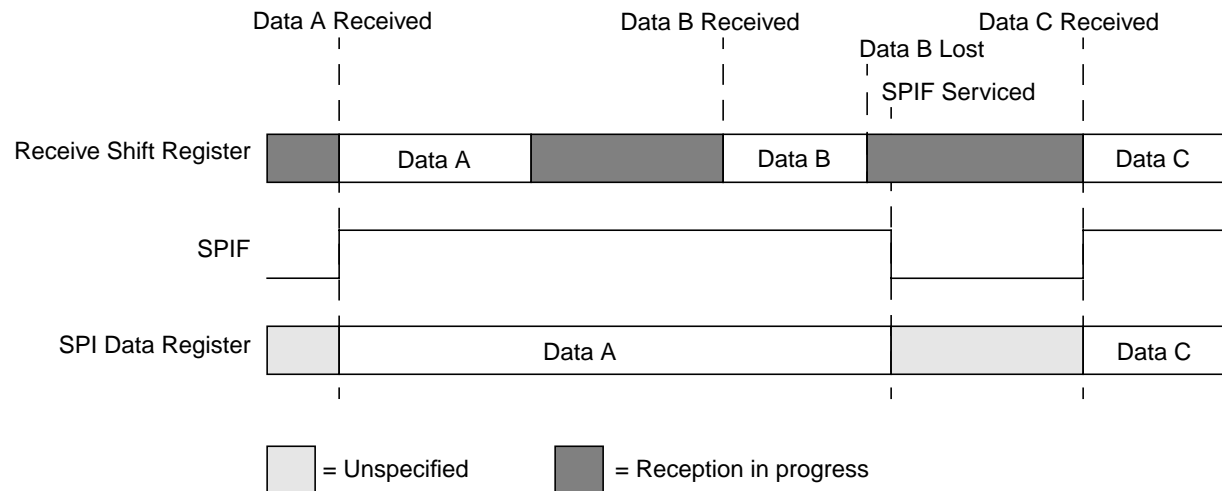 Data A Received
Data B Received
Data C Received
Data B Lost
SPIF Serviced
Receive Shift Register
Data A
Data B
Data C
SPIF
SPI Data Register
Data A
Data C
= Unspecified
= Reception in progress